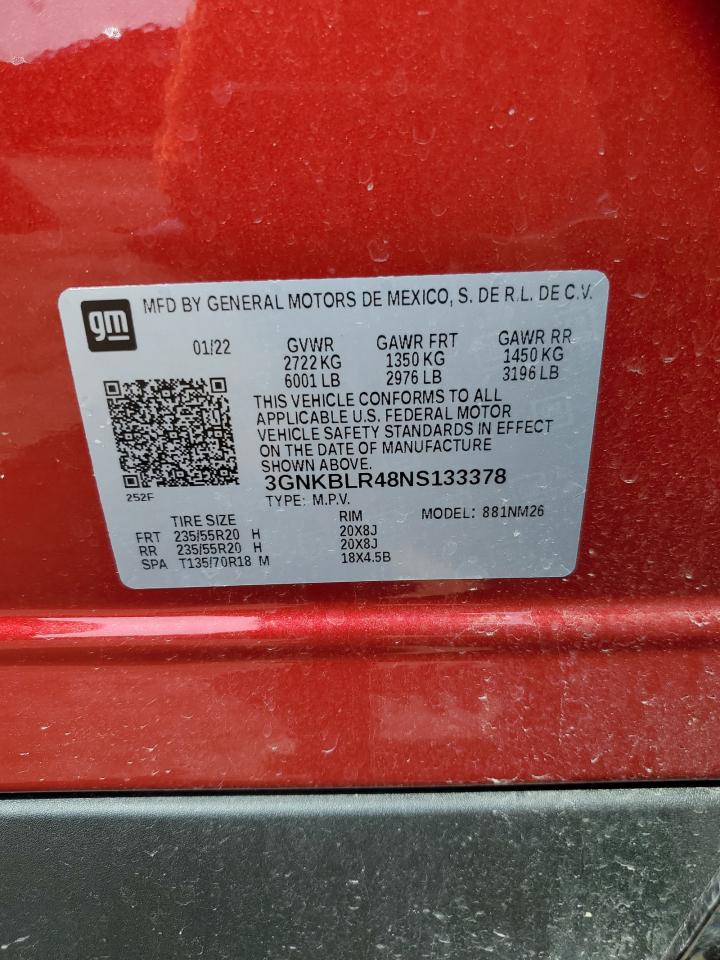 gm
MFD BY GENERAL MOTORS DE MEXICO, S. DE R.L. DE C.V.
01/22 GVWR GAWR FRT GAWR RR
2722 KG 1350 KG 1450 KG
6001 LB 2976 LB 3196 LB
THIS VEHICLE CONFORMS TO ALL
APPLICABLE U.S. FEDERAL MOTOR
VEHICLE SAFETY STANDARDS IN EFFECT
ON THE DATE OF MANUFACTURE
SHOWN ABOVE.
252F
3GNKBLR48NS133378
TYPE: M.P.V. MODEL: 881NM26
TIRE SIZE RIM
FRT 235/55R20 H 20X8J
RR 235/55R20 H 20X8J
SPA T135/70R18 M 18X4.5B